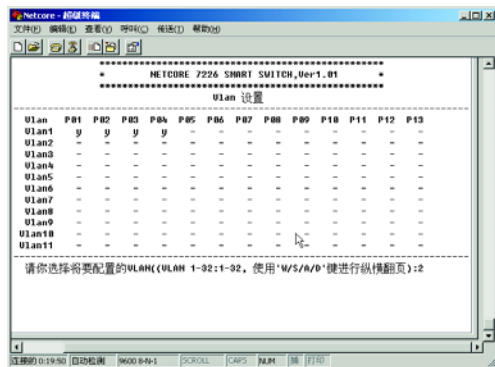 Netcore - 超级终端
文件(F) 编辑(E) 查看(V) 呼叫(C) 传送(T) 帮助(H)
****************************************
* NETCORE 7226 SMART SWITCH,Ver1.01 *
****************************************
Vlan 设置
Vlan P01 P02 P03 P04 P05 P06 P07 P08 P09 P10 P11 P12 P13
Vlan1 y y y y - - - - - - - - -
Vlan2 - - - - - - - - - - - - -
Vlan3 - - - - - - - - - - - - -
Vlan4 - - - - - - - - - - - - -
Vlan5 - - - - - - - - - - - - -
Vlan6 - - - - - - - - - - - - -
Vlan7 - - - - - - - - - - - - -
Vlan8 - - - - - - - - - - - - -
Vlan9 - - - - - - - - - - - - -
Vlan10 - - - - - - - - - - - - -
Vlan11 - - - - - - - - - - - - -
请你选择将要配置的VLAN((VLAN 1-32:1-32, 使用'W/S/A/D'键进行纵横翻页):2
连接的 0:19:50 自动检测 9600 8-N-1 SCROLL CAPS NUM 捕 打印